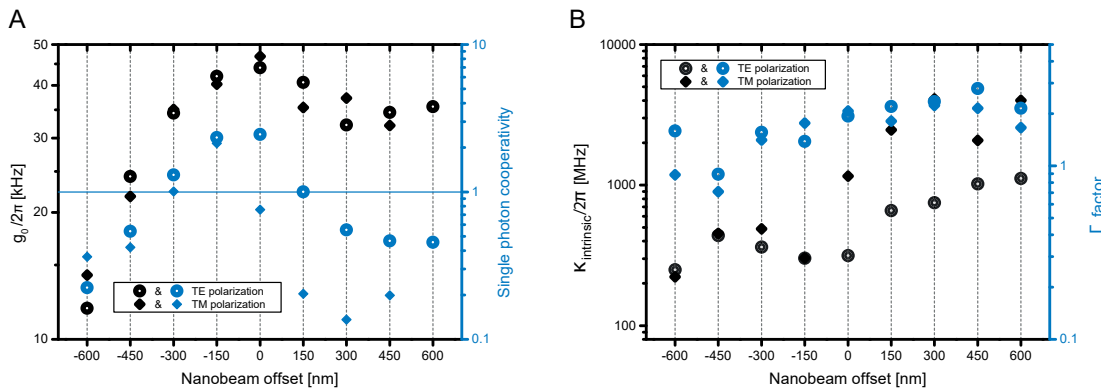 A
50
40
30
20
10
g₀/2π [kHz]
10
1
0.1
Single photon cooperativity
& TE polarization
& TM polarization
-600 -450 -300 -150 0 150 300 450 600
Nanobeam offset [nm]
B
1000
1000
100
80
κintrinsic/2π [MHz]
1
0.1
Γ factor
& TE polarization
& TM polarization
-600 -450 -300 -150 0 150 300 450 600
Nanobeam offset [nm]